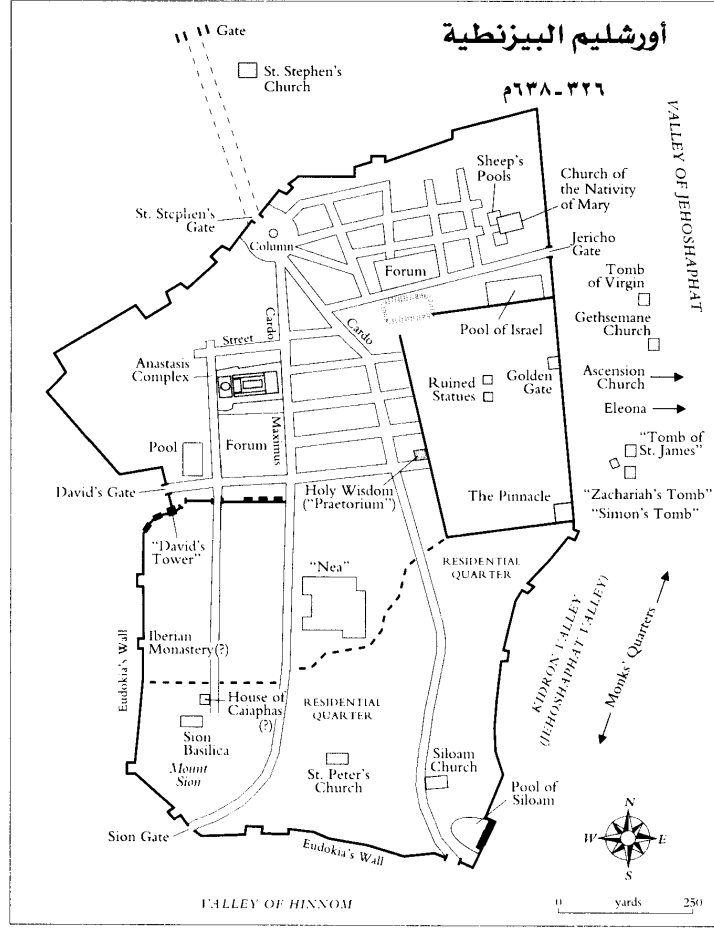 أورشليم البيزنطية
٣٢٦-٦٣٨م
Gate
St. Stephen's
Church
VALLEY OF JEHOSHAPHAT
Sheep's
Pools
Church of
the Nativity
of Mary
St. Stephen's
Gate
Column
Jericho
Gate
Forum
Tomb
of Virgin
Pool of Israel
Gethsemane
Church
Cardo
Cardo
Street
Anastasis
Complex
Ruined
Statues
Golden
Gate
Ascension
Church
Eleona
Maximus
Forum
Pool
"Tomb of
St. James"
David's Gate
Holy Wisdom
("Praetorium")
The Pinnacle
"Zachariah's Tomb"
"Simon's Tomb"
"David's
Tower"
"Nea"
RESIDENTIAL
QUARTER
KIDRON VALLEY
(JEHOSHAPHAT VALLEY)
Monks' Quarters
Eudokia's Wall
Iberian
Monastery(?)
House of
Caiaphas
(?)
RESIDENTIAL
QUARTER
Sion
Basilica
Mount
Sion
St. Peter's
Church
Siloam
Church
Pool of
Siloam
Sion Gate
Eudokia's Wall
N
W
E
S
VALLEY OF HINNOM
0 yards 250